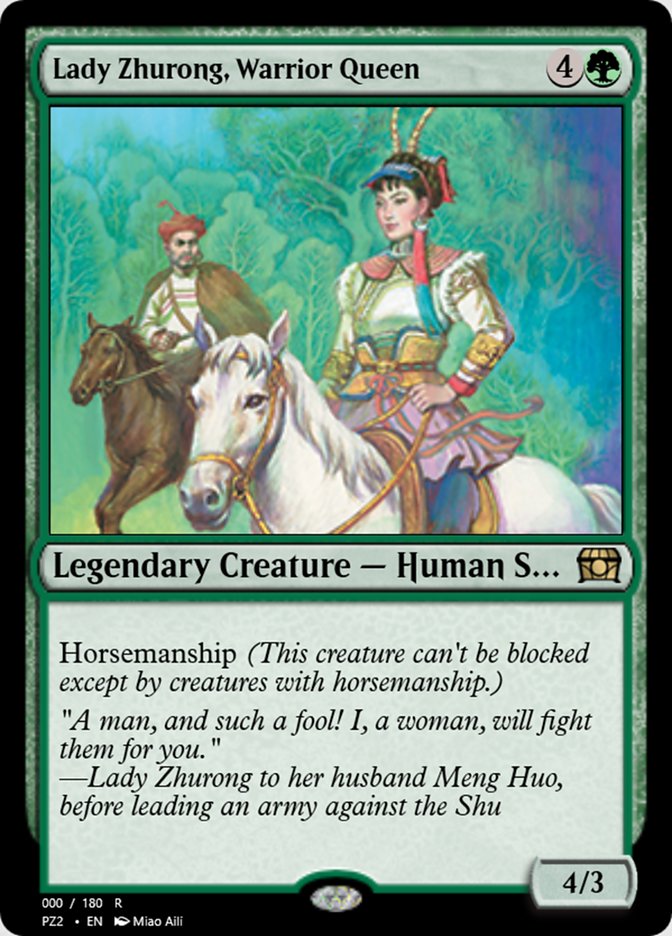 Lady Zhurong, Warrior Queen 4
Legendary Creature — Human S...
Horsemanship (This creature can't be blocked
except by creatures with horsemanship.)
"A man, and such a fool! I, a woman, will fight
them for you."
—Lady Zhurong to her husband Meng Huo,
before leading an army against the Shu
4/3
000 / 180 R
PZ2 • EN Miao Aili